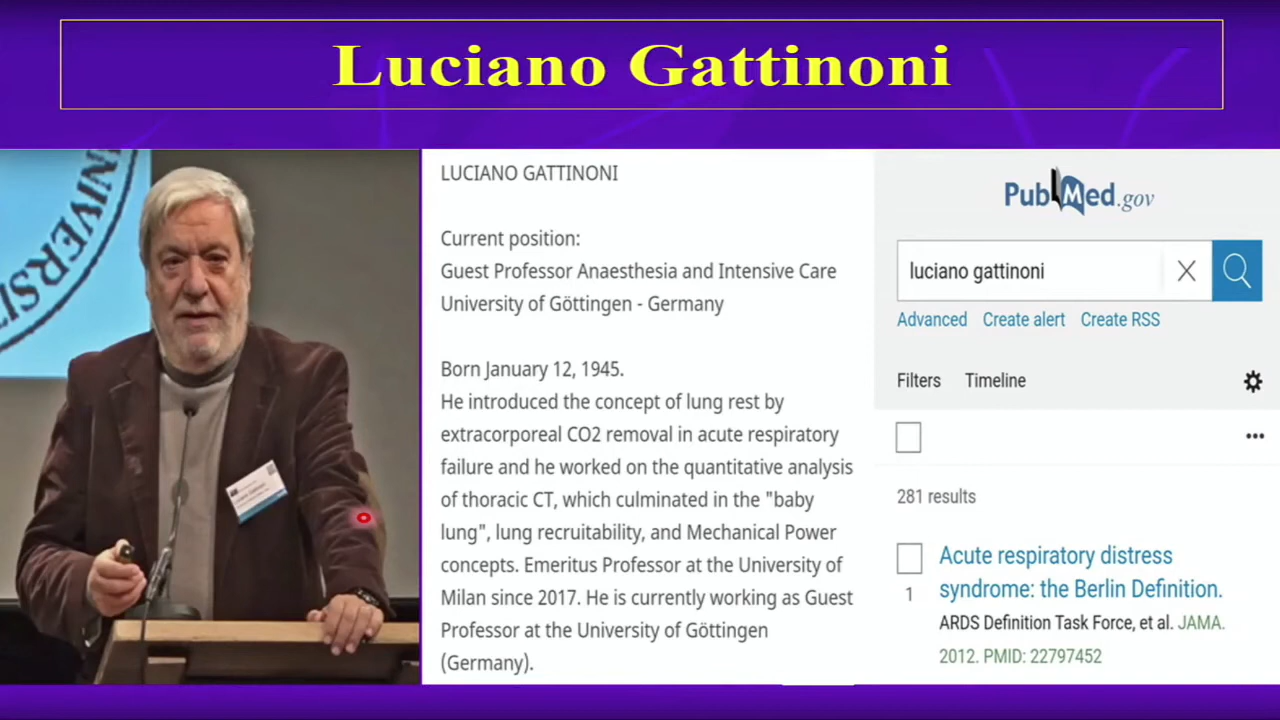 Luciano Gattinoni
UNIVERSIT
LUCIANO GATTINONI
Current position:
Guest Professor Anaesthesia and Intensive Care
University of Göttingen - Germany
Born January 12, 1945.
He introduced the concept of lung rest by
extracorporeal CO2 removal in acute respiratory
failure and he worked on the quantitative analysis
of thoracic CT, which culminated in the "baby
lung", lung recruitability, and Mechanical Power
concepts. Emeritus Professor at the University of
Milan since 2017. He is currently working as Guest
Professor at the University of Göttingen
(Germany).
PubMed.gov
luciano gattinoni
Advanced Create alert Create RSS
Filters Timeline
281 results
1
Acute respiratory distress
syndrome: the Berlin Definition.
ARDS Definition Task Force, et al. JAMA.
2012. PMID: 22797452